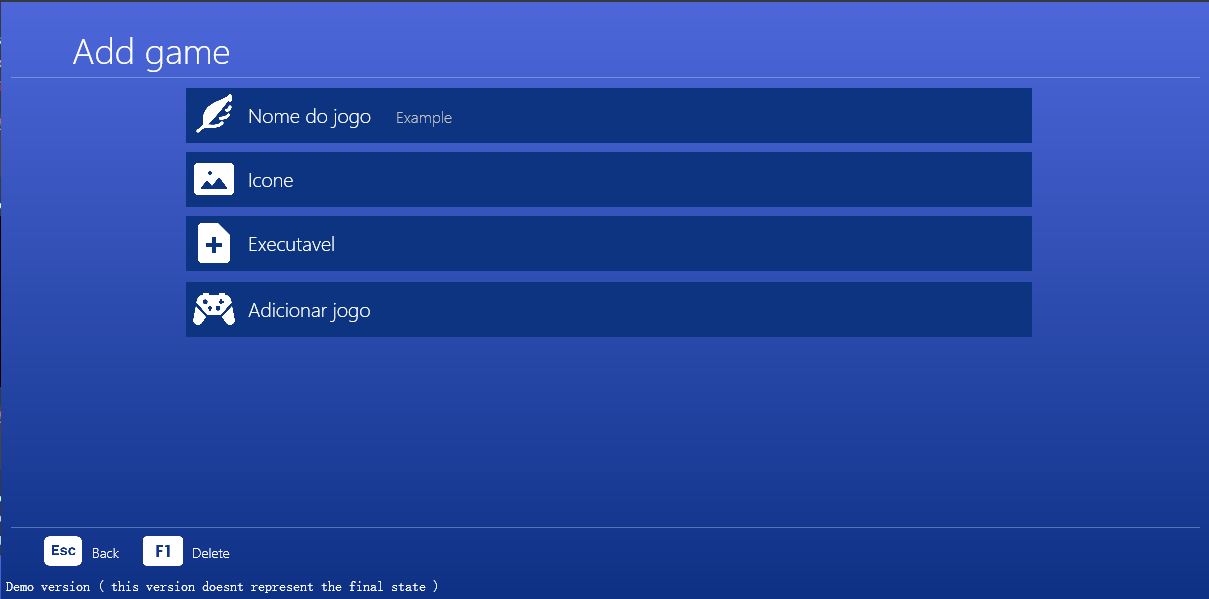 Add game
Nome do jogo Example
Icone
Executavel
Adicionar jogo
Esc Back F1 Delete
Demo version ( this version doesnt represent the final state )